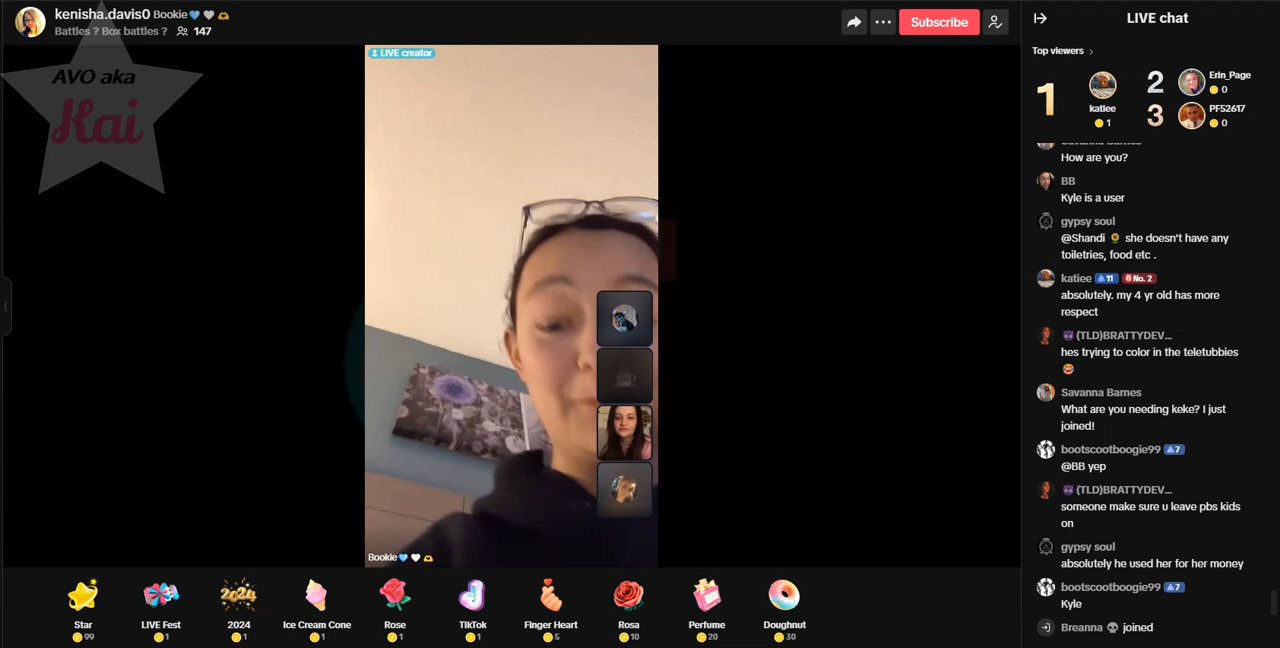 kenisha.davis0 Bookie🩵🤍🫶
Battles ? Box battles ? 147
Subscribe
AVO aka
Kai
LIVE creator
Bookie🩵🤍🫶
Star
99
LIVE Fest
1
2024
2024
1
Ice Cream Cone
1
Rose
1
TikTok
1
Finger Heart
5
Rosa
10
Perfume
20
Doughnut
30
LIVE chat
Top viewers
1
katiee
1
2
Erin_Page
0
3
PF52617
0
Savanna Barnes
How are you?
BB
Kyle is a user
gypsy soul
@Shandi 🌻 she doesn't have any
toiletries, food etc .
katiee 11 No. 2
absolutely. my 4 yr old has more
respect
😈(TLD)BRATTYDEV...
hes trying to color in the teletubbies
😂
Savanna Barnes
What are you needing keke? I just
joined!
bootscootboogie99 7
@BB yep
😈(TLD)BRATTYDEV...
someone make sure u leave pbs kids
on
gypsy soul
absolutely he used her for her money
bootscootboogie99 7
Kyle
Breanna 💀 joined